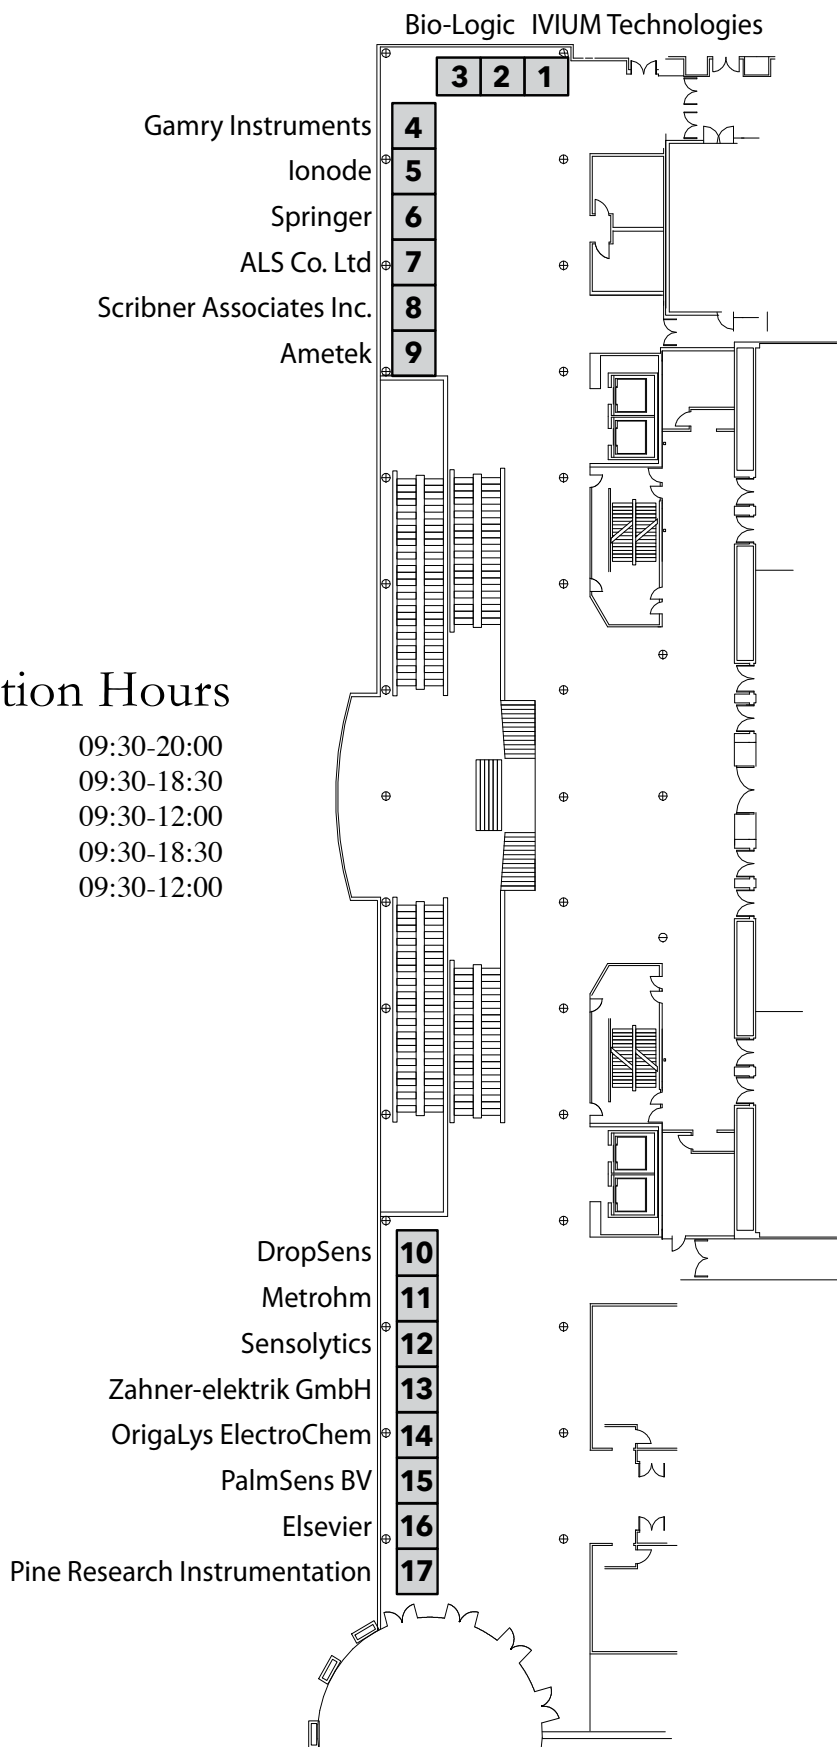 Bio-Logic IVIUM Technologies
3 2 1
Gamry Instruments 4
Ionode 5
Springer 6
ALS Co. Ltd 7
Scribner Associates Inc. 8
Ametek 9
tion Hours
09:30-20:00
09:30-18:30
09:30-12:00
09:30-18:30
09:30-12:00
DropSens 10
Metrohm 11
Sensolytics 12
Zahner-elektrik GmbH 13
OrigaLys ElectroChem 14
PalmSens BV 15
Elsevier 16
Pine Research Instrumentation 17